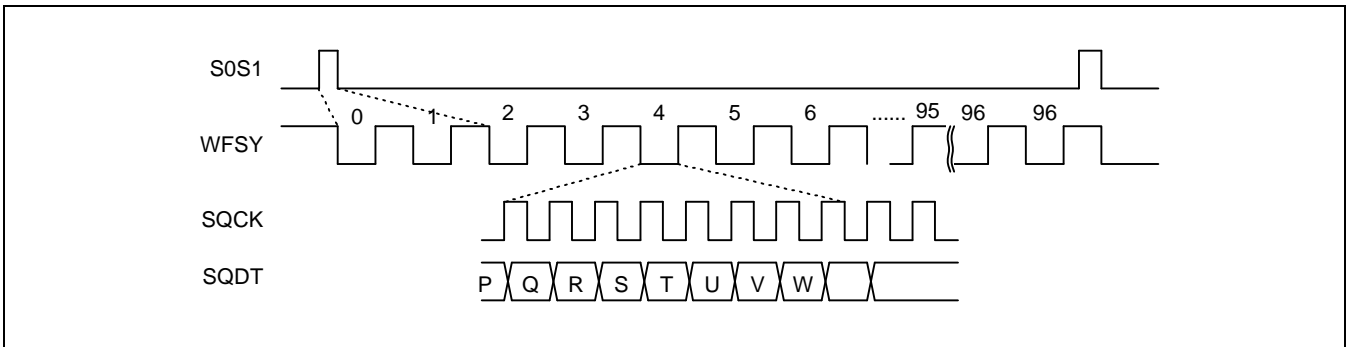 S0S1
0 1 2 3 4 5 6 ...... 95 96 96
WFSY
SQCK
SQDT P Q R S T U V W